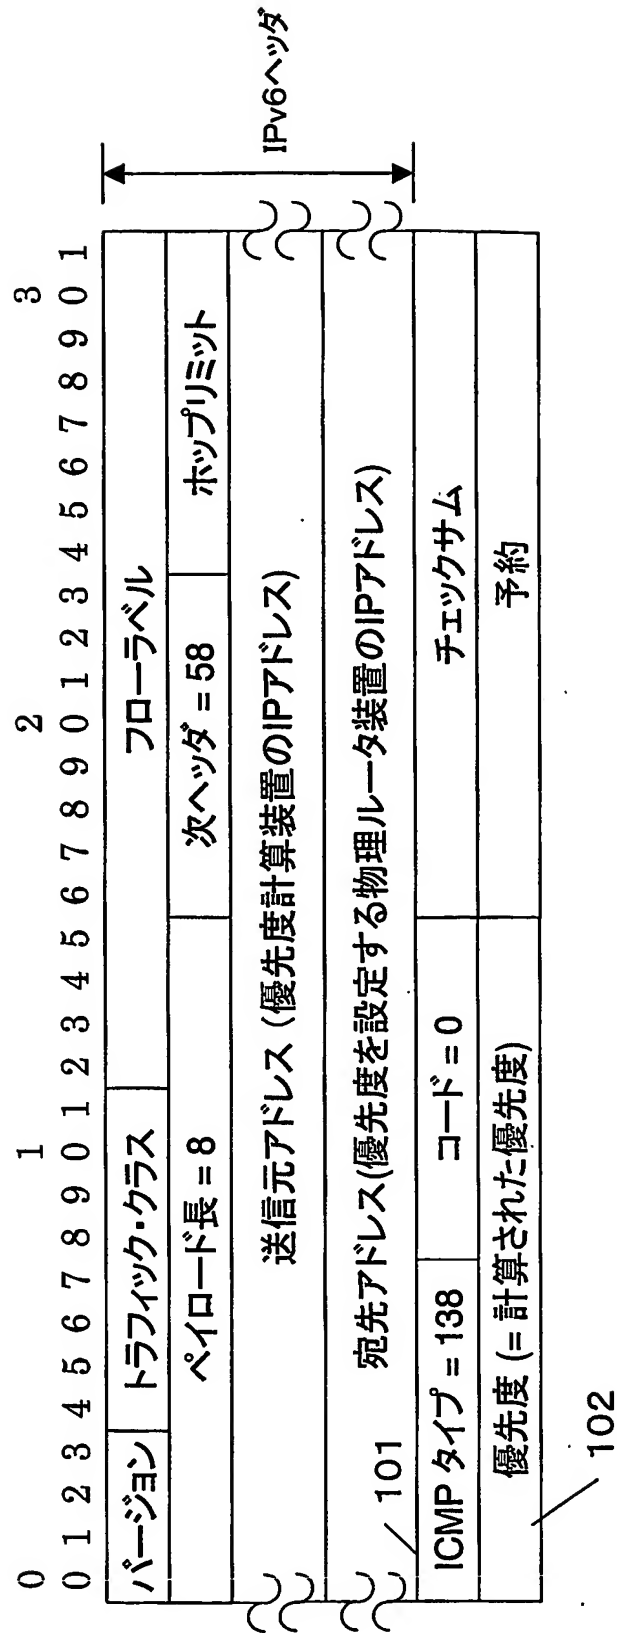 0 1 2 3
0 1 2 3 4 5 6 7 8 9 0 1 2 3 4 5 6 7 8 9 0 1 2 3 4 5 6 7 8 9 0 1
バージョン トラフィック・クラス フローラベル
ペイロード長 = 8 次ヘッダ = 58 ホップリミット
送信元アドレス (優先度計算装置のIPアドレス)
宛先アドレス(優先度を設定する物理ルータ装置のIPアドレス)
IPv6ヘッダ
101
ICMP タイプ = 138 コード = 0 チェックサム
優先度 (= 計算された優先度) 予約
102